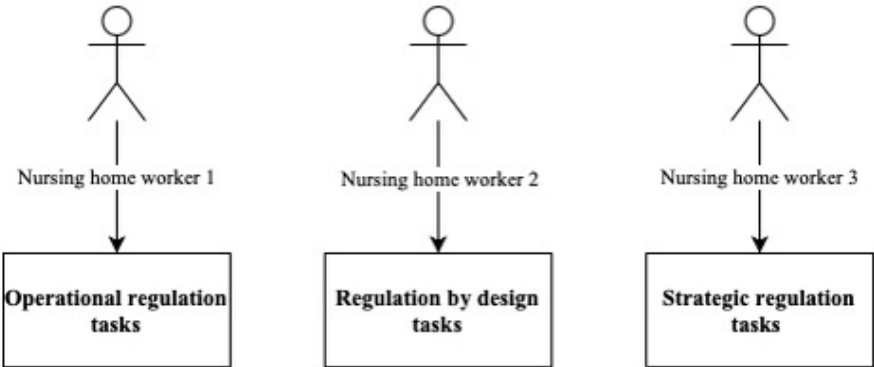 Nursing home worker 1
Nursing home worker 2
Nursing home worker 3
Operational regulation
tasks
Regulation by design
tasks
Strategic regulation
tasks